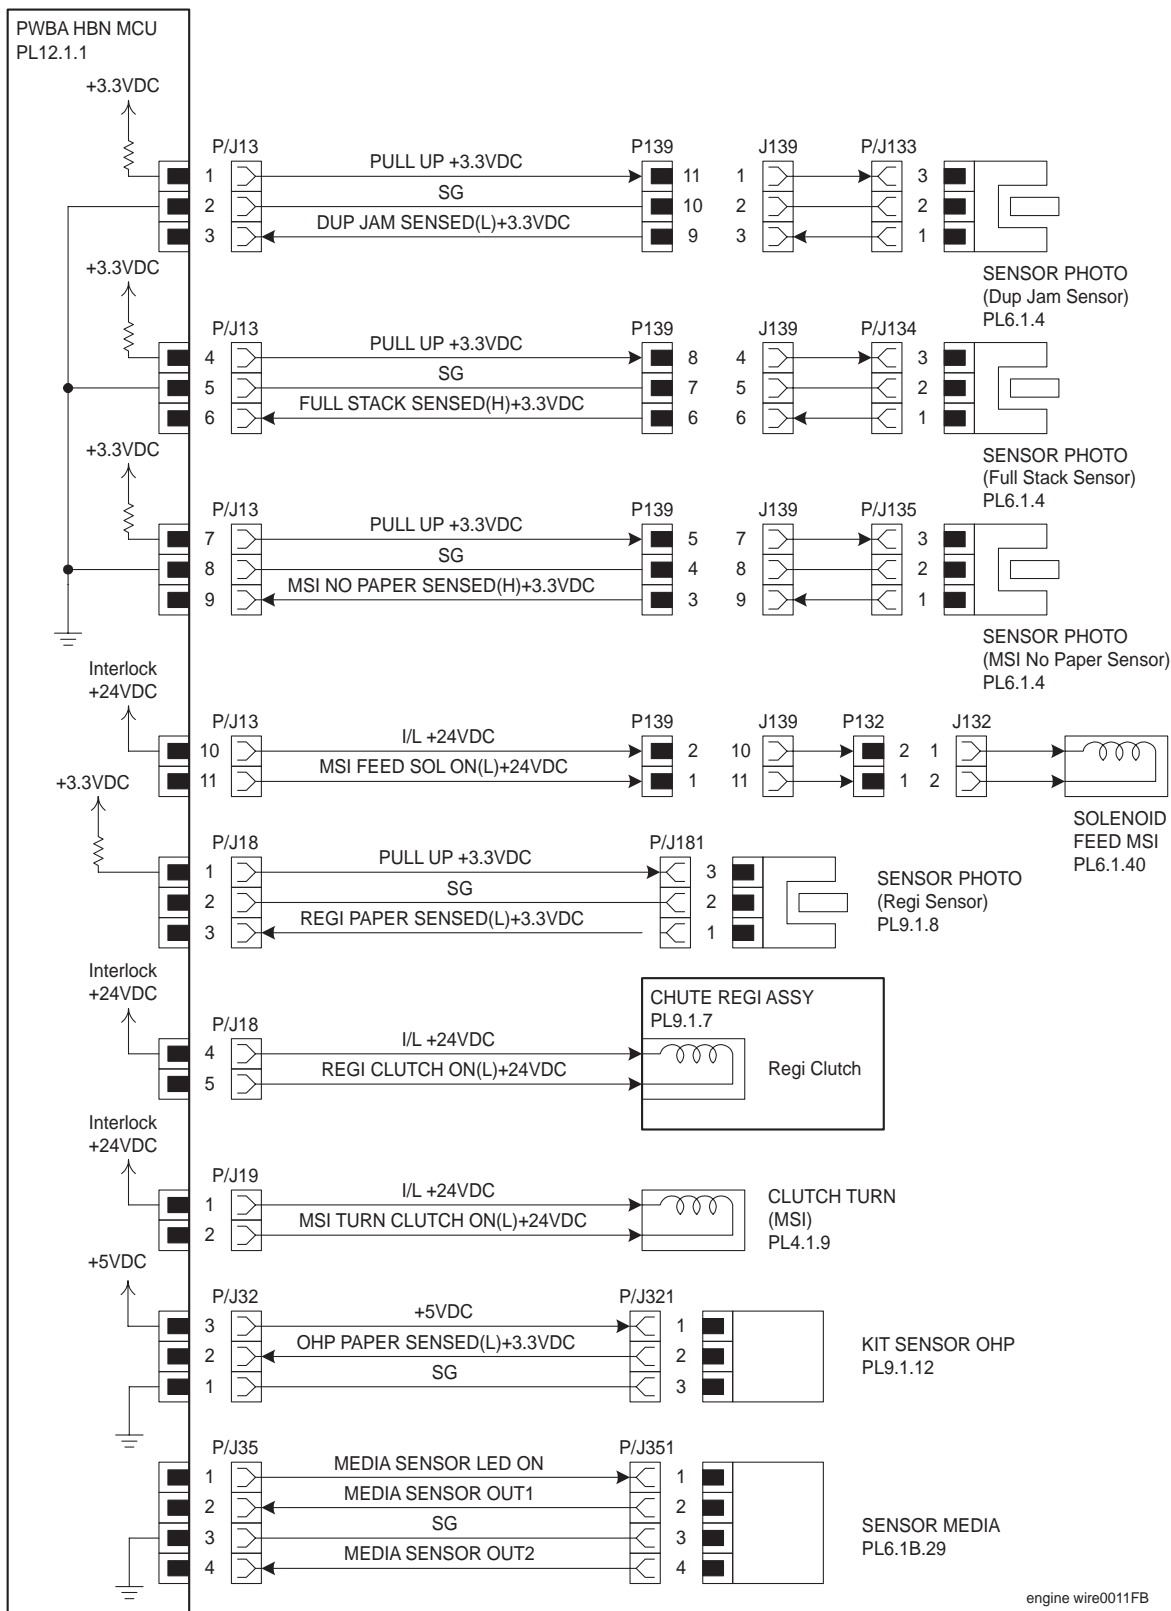 PWBA HBN MCU
PL12.1.1
+3.3VDC
P/J13 P139 J139 P/J133
1 PULL UP +3.3VDC 11 1 3
2 SG 10 2 2
3 DUP JAM SENSED(L)+3.3VDC 9 3 1
SENSOR PHOTO
(Dup Jam Sensor)
PL6.1.4
+3.3VDC
P/J13 P139 J139 P/J134
4 PULL UP +3.3VDC 8 4 3
5 SG 7 5 2
6 FULL STACK SENSED(H)+3.3VDC 6 6 1
SENSOR PHOTO
(Full Stack Sensor)
PL6.1.4
+3.3VDC
P/J13 P139 J139 P/J135
7 PULL UP +3.3VDC 5 7 3
8 SG 4 8 2
9 MSI NO PAPER SENSED(H)+3.3VDC 3 9 1
SENSOR PHOTO
(MSI No Paper Sensor)
PL6.1.4
Interlock
+24VDC
P/J13 P139 J139 P132 J132
10 I/L +24VDC 2 10 2 1
11 MSI FEED SOL ON(L)+24VDC 1 11 1 2
SOLENOID
FEED MSI
PL6.1.40
+3.3VDC
P/J18 P/J181
1 PULL UP +3.3VDC 3
2 SG 2
3 REGI PAPER SENSED(L)+3.3VDC 1
SENSOR PHOTO
(Regi Sensor)
PL9.1.8
Interlock
+24VDC
P/J18
4 I/L +24VDC
5 REGI CLUTCH ON(L)+24VDC
CHUTE REGI ASSY
PL9.1.7
Regi Clutch
Interlock
+24VDC
P/J19
1 I/L +24VDC
2 MSI TURN CLUTCH ON(L)+24VDC
CLUTCH TURN
(MSI)
PL4.1.9
+5VDC
P/J32 P/J321
3 +5VDC 1
2 OHP PAPER SENSED(L)+3.3VDC 2
1 SG 3
KIT SENSOR OHP
PL9.1.12
P/J35 P/J351
1 MEDIA SENSOR LED ON 1
2 MEDIA SENSOR OUT1 2
3 SG 3
4 MEDIA SENSOR OUT2 4
SENSOR MEDIA
PL6.1B.29
engine wire0011FB